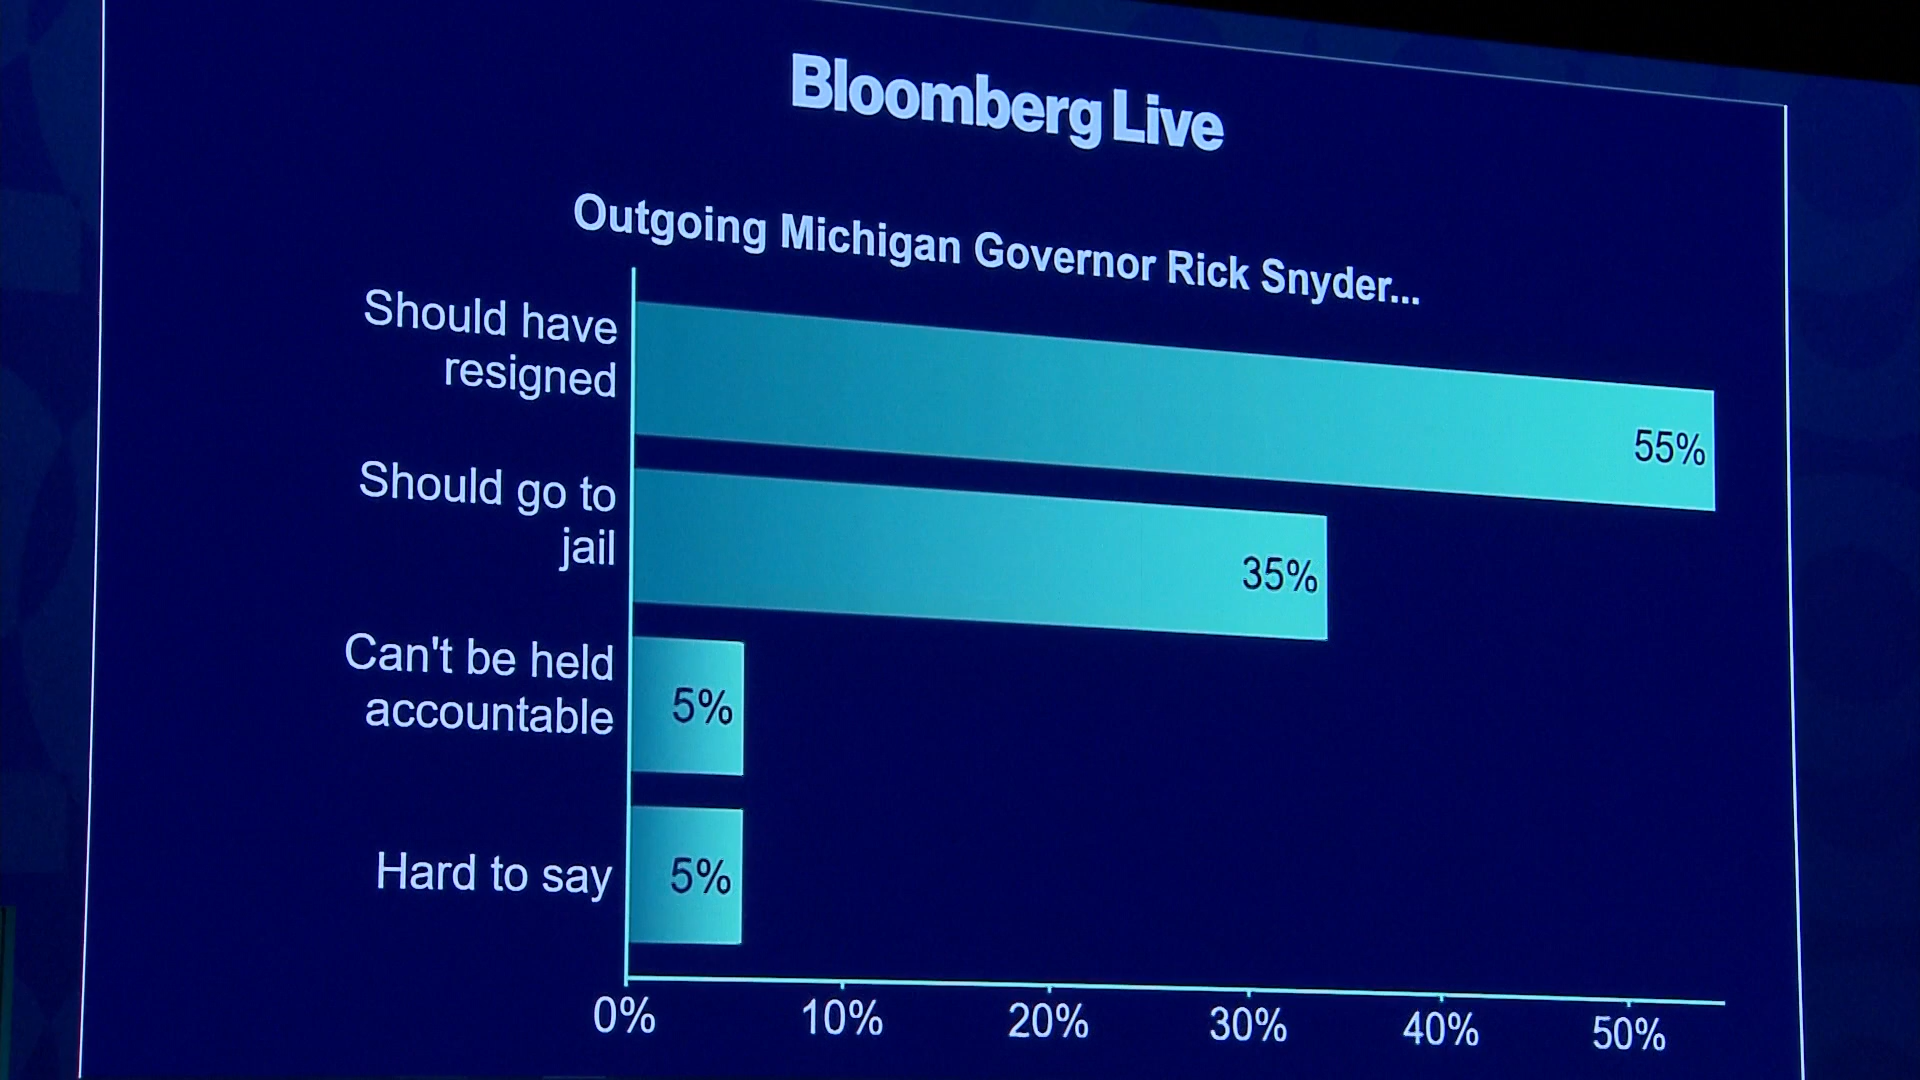 Bloomberg Live
Outgoing Michigan Governor Rick Snyder...
Should have
resigned
55%
Should go to
jail
35%
Can't be held
accountable
5%
Hard to say
5%
0% 10% 20% 30% 40% 50%